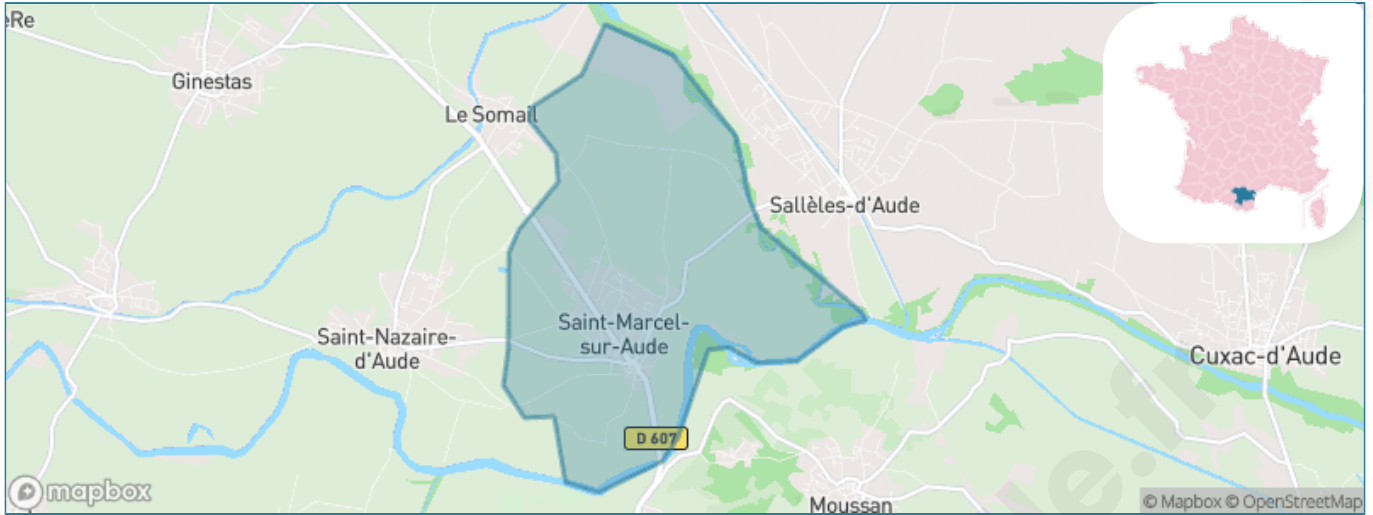 eRe
Ginestas
Le Somail
Sallèles-d'Aude
Saint-Marcel-
sur-Aude
Saint-Nazaire-
d'Aude
Cuxac-d'Aude
D 607
Moussan
mapbox
© Mapbox © OpenStreetMap